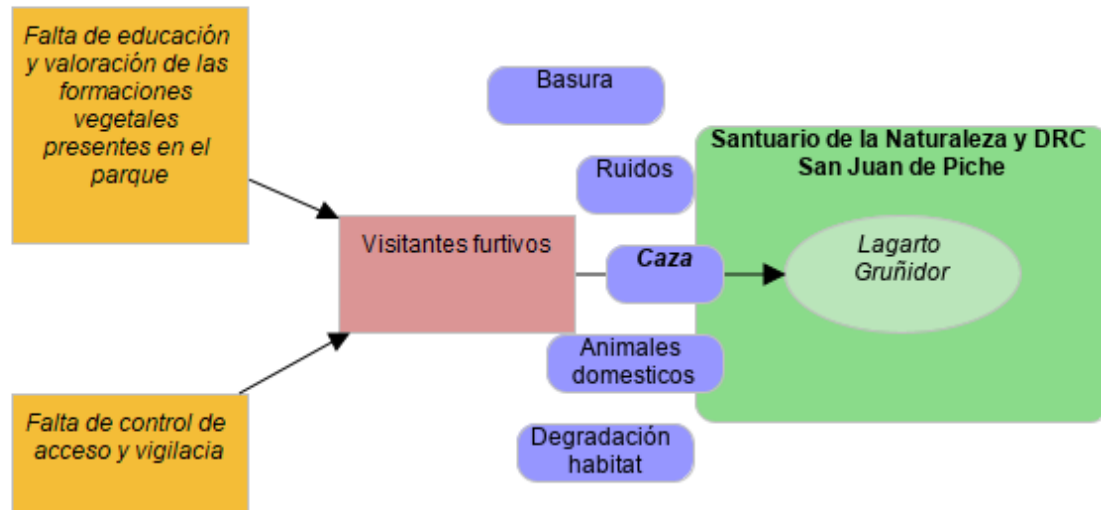 Falta de educación
y valoración de las
formaciones
vegetales
presentes en el
parque
Basura
Santuario de la Naturaleza y DRC
San Juan de Piche
Ruidos
Visitantes furtivos
Caza
Lagarto
Gruñidor
Animales
domesticos
Falta de control de
acceso y vigilacia
Degradación
habitat